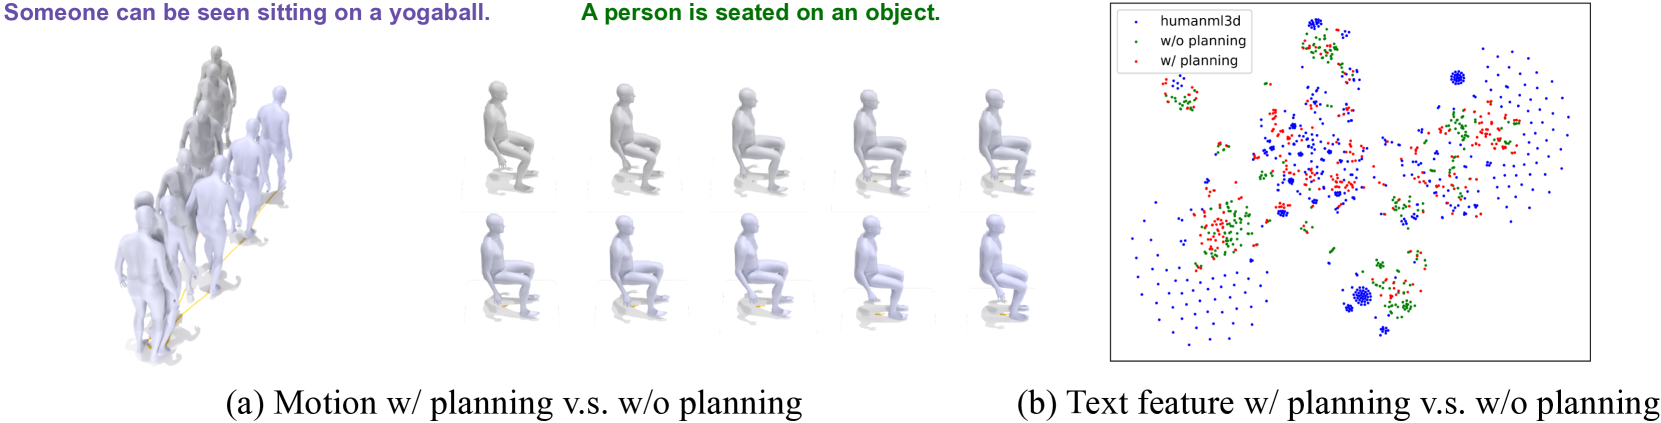 Someone can be seen sitting on a yogaball.
A person is seated on an object.
humanml3d
w/o planning
w/ planning
(a) Motion w/ planning v.s. w/o planning
(b) Text feature w/ planning v.s. w/o planning